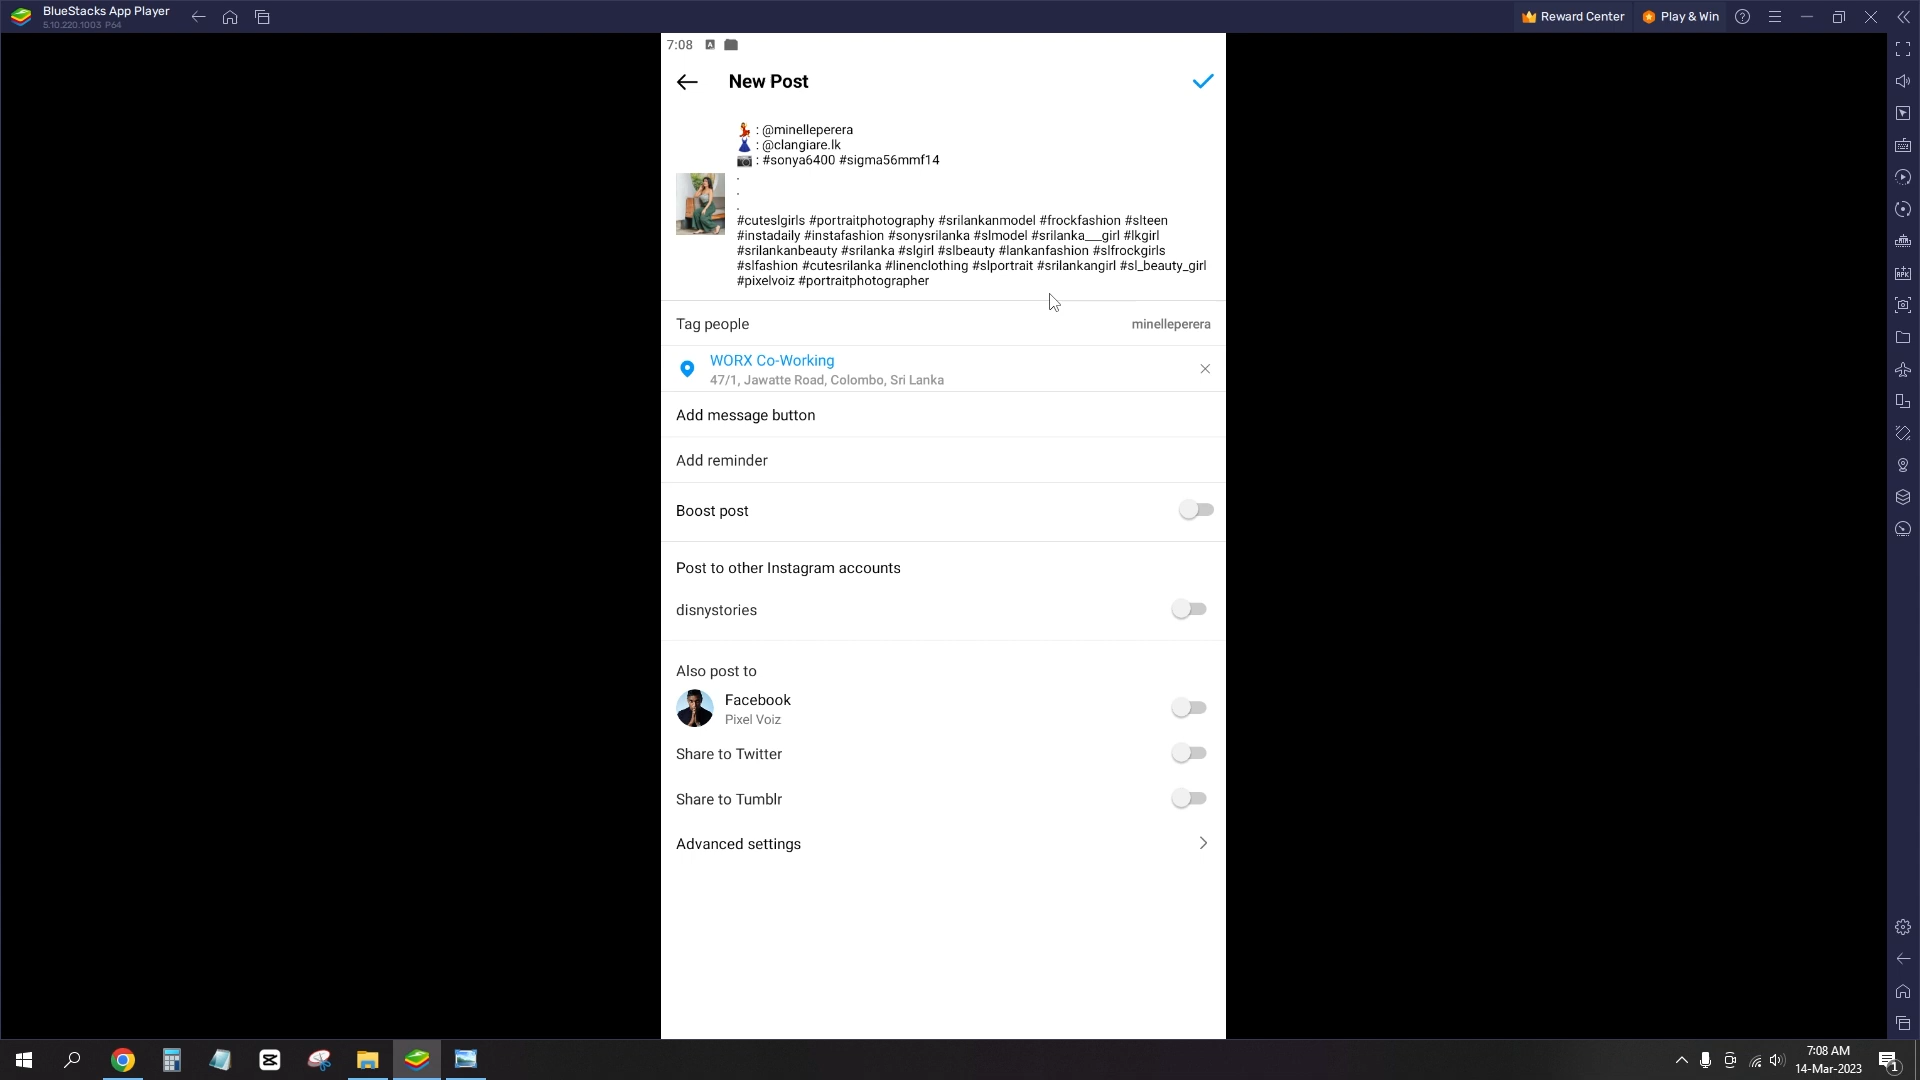 BlueStacks App Player
5.10.220.1003 P64
Reward Center
Play & Win
7:08
New Post
💃 : @minelleperera
👗 : @clangiare.lk
📷 : #sonya6400 #sigma56mmf14
.
.
.
#cuteslgirls #portraitphotography #srilankanmodel #frockfashion #slteen
#instadaily #instafashion #sonysrilanka #slmodel #srilanka___girl #lkgirl
#srilankanbeauty #srilanka #slgirl #slbeauty #lankanfashion #slfrockgirls
#slfashion #cutesrilanka #linenclothing #slportrait #srilankangirl #sl_beauty_girl
#pixelvoiz #portraitphotographer
Tag people minelleperera
WORX Co-Working
47/1, Jawatte Road, Colombo, Sri Lanka
Add message button
Add reminder
Boost post
Post to other Instagram accounts
disnystories
Also post to
Facebook
Pixel Voiz
Share to Twitter
Share to Tumblr
Advanced settings
7:08 AM
14-Mar-2023
1